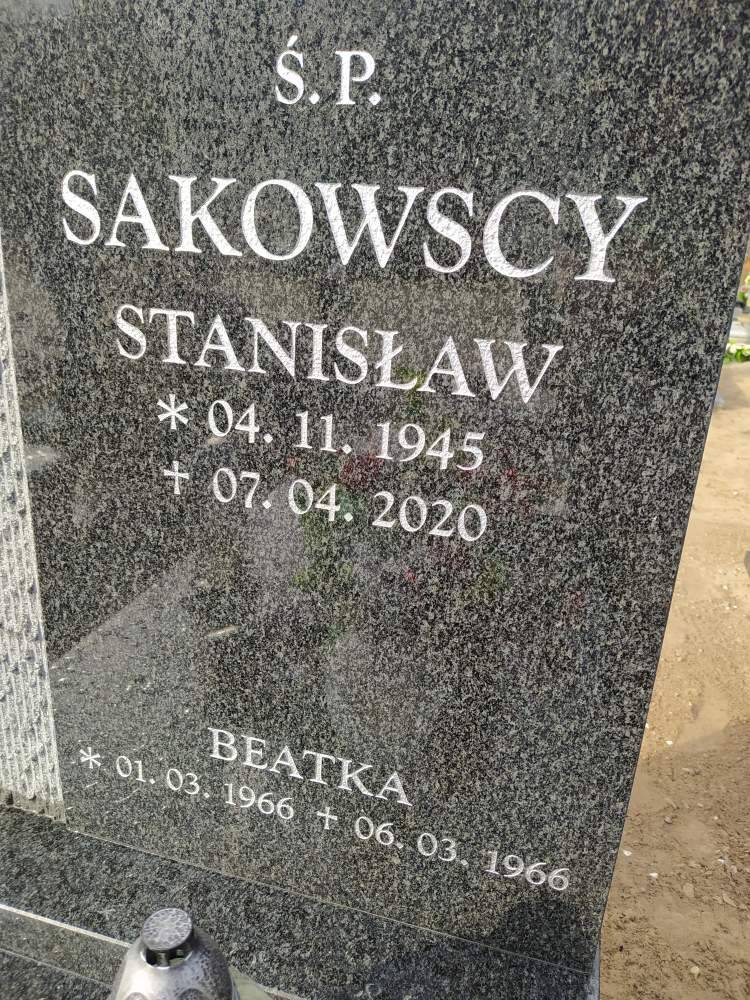 Ś. P.
SAKOWSCY
STANISŁAW
* 04. 11. 1945
† 07. 04. 2020
BEATKA
* 01. 03. 1966 † 06. 03. 1966